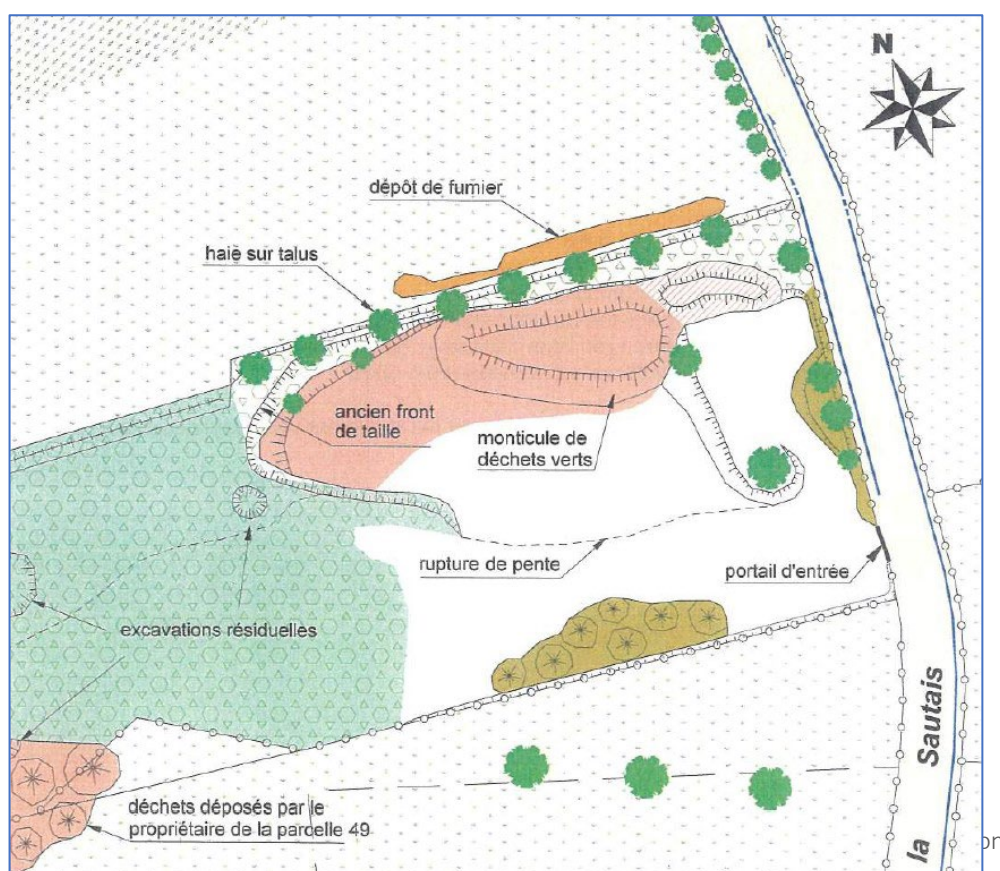 N
dépôt de fumier
haie sur talus
ancien front
de taille
monticule de
déchets verts
rupture de pente
portail d'entrée
excavations résiduelles
déchets déposés par le
propriétaire de la parcelle 49
la Sautais
on